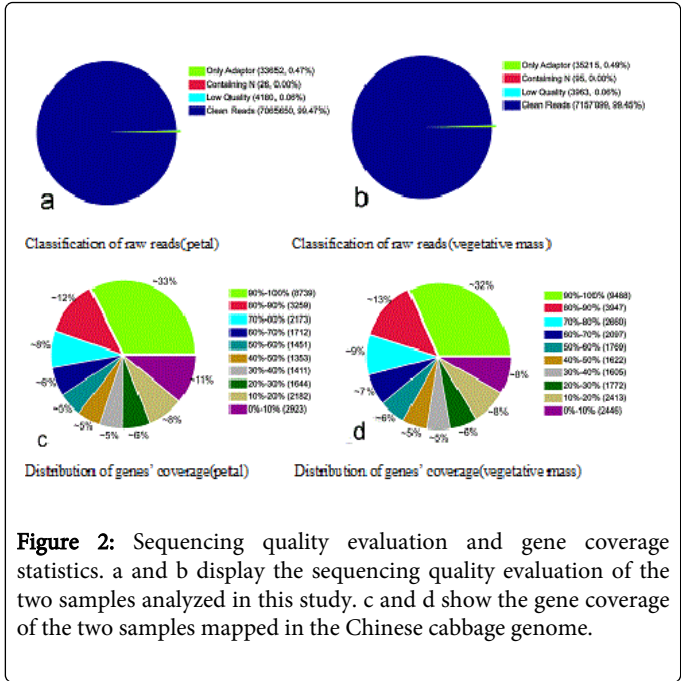 Only Adaptor (33652, 0.47%)
Containing N (26, 0.00%)
Low Quality (4180, 0.06%)
Clean Reads (7065650, 99.47%)
a
Classification of raw reads(petal)
Only Adaptor (35215, 0.49%)
Containing N (95, 0.00%)
Low Quality (3963, 0.06%)
Clean Reads 99.45%)
b
Classification of raw reads(vegetative mass)
~33%
~12%
~8%
~6%
~5%
~5%
~5%
~6%
~8%
~11%
90%-100% (8739)
80%-90% (3259)
70%-80% (2173)
60%-70% (1712)
50%-60% (1451)
40%-50% (1353)
30%-40% (1411)
20%-30% (1644)
10%-20% (2182)
0%-10% (2923)
c
Distribution of genes' coverage(petal)
~32%
~13%
~9%
~7%
~6%
~5%
~5%
~6%
~8%
~8%
90%-100% (9488)
80%-90% (3947)
70%-80% (2660)
60%-70% (2097)
50%-60% (1769)
40%-50% (1622)
30%-40% (1605)
20%-30% (1772)
10%-20% (2413)
0%-10% (2446)
d
Distribution of genes' coverage(vegetative mass)
Figure 2: Sequencing quality evaluation and gene coverage
statistics. a and b display the sequencing quality evaluation of the
two samples analyzed in this study. c and d show the gene coverage
of the two samples mapped in the Chinese cabbage genome.